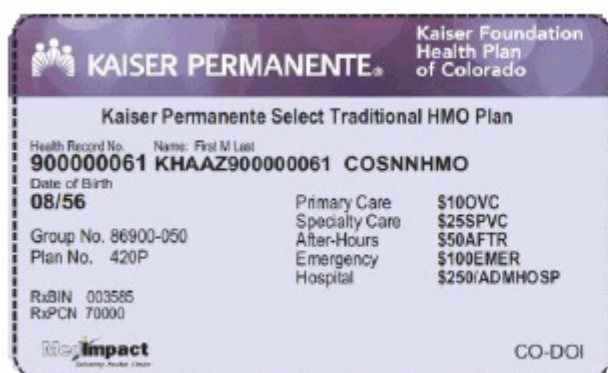 KAISER PERMANENTE®
Kaiser Foundation
Health Plan
of Colorado
Kaiser Permanente Select Traditional HMO Plan
Health Record No. Name: First M Last
900000061 KHAAZ900000061 COSNNHMO
Date of Birth
08/56
Group No. 86900-050
Plan No. 420P
RxBIN 003585
RxPCN 70000
Primary Care $10OVC
Specialty Care $25SPVC
After-Hours $50AFTR
Emergency $100EMER
Hospital $250/ADMHOSP
MedImpact
CO-DOI